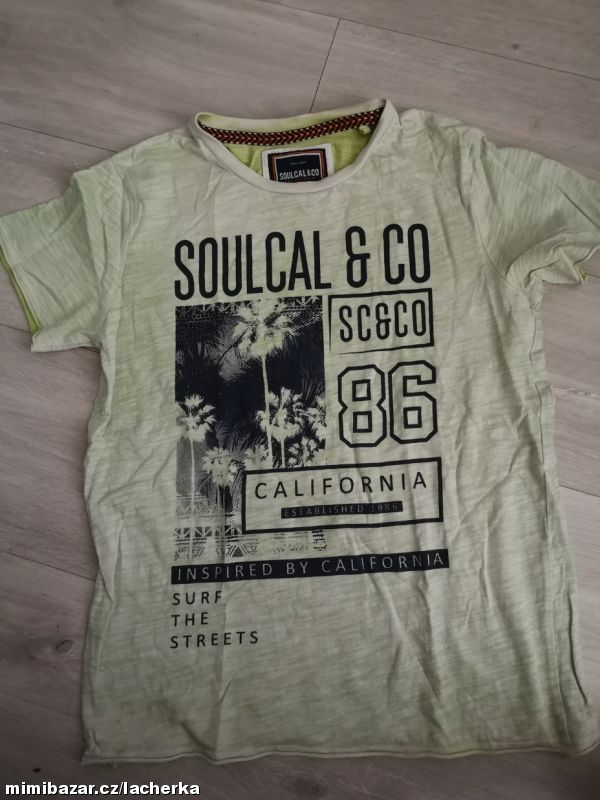 SOULCAL&CO
SOULCAL & CO
SC&CO
86
CALIFORNIA
ESTABLISHED 1986
INSPIRED BY CALIFORNIA
SURF
THE
STREETS
mimibazar.cz/lacherka